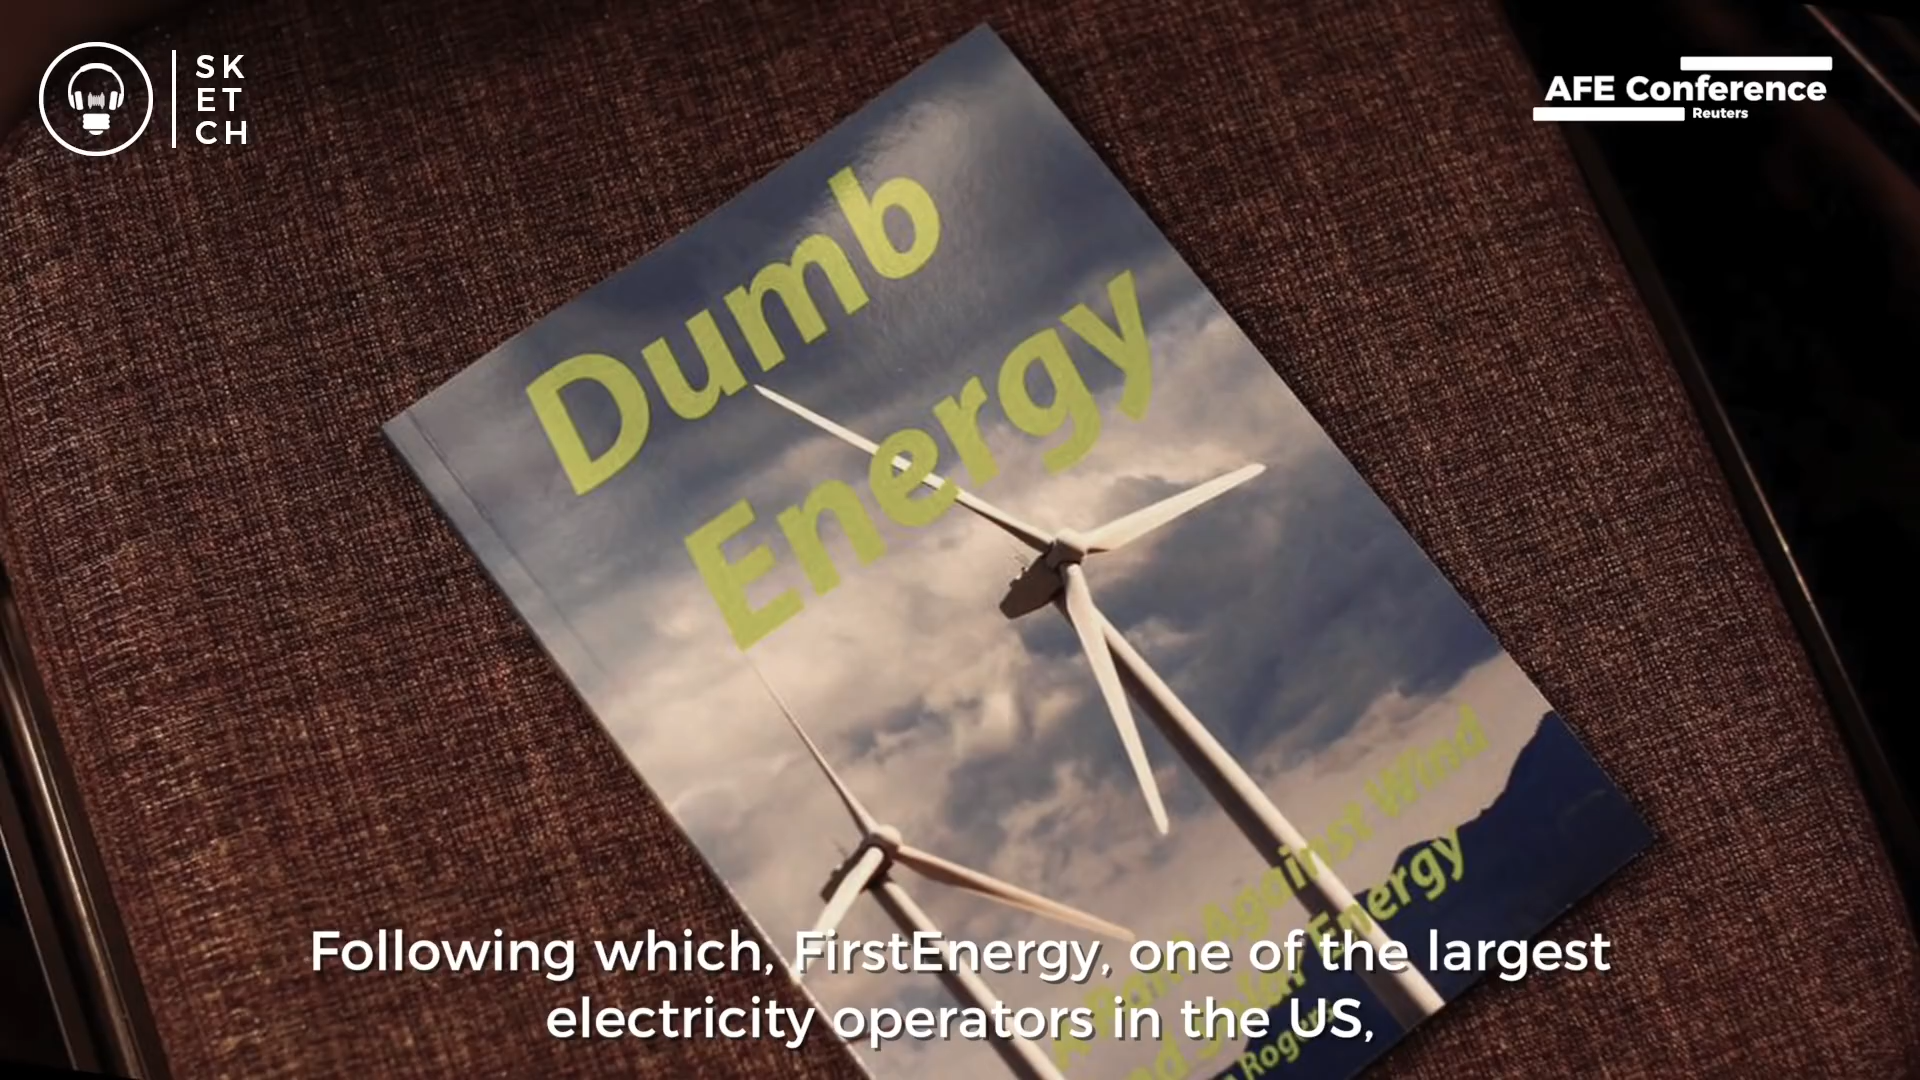 SK
ET
CH
AFE Conference
Reuters
Dumb
Energy
Against Wind
Energy
Following which, FirstEnergy, one of the largest
electricity operators in the US,